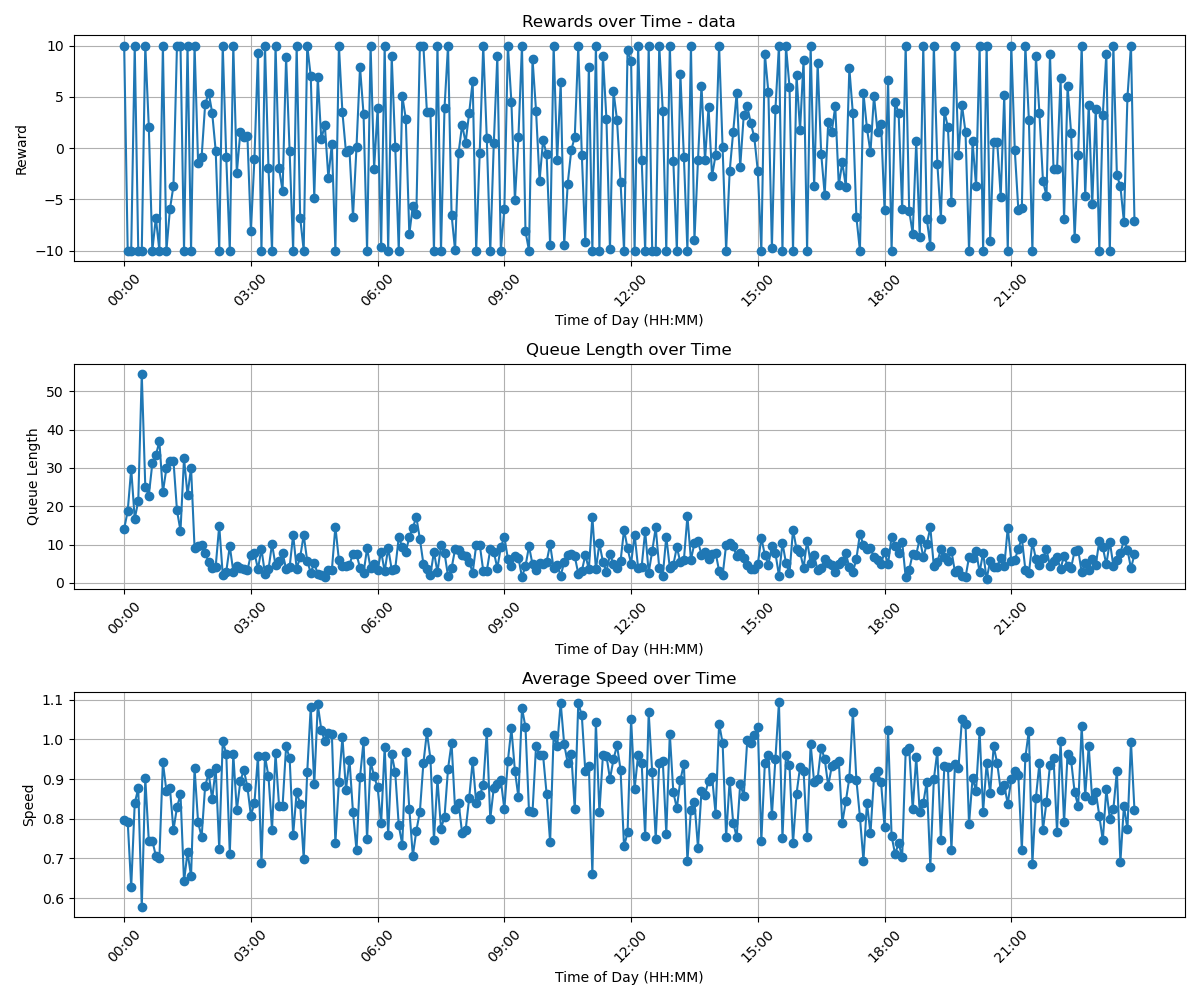 Rewards over Time - data
10
5
0
−5
−10
Reward
00:00 03:00 06:00 09:00 12:00 15:00 18:00 21:00
Time of Day (HH:MM)
Queue Length over Time
50
40
30
20
10
0
Queue Length
00:00 03:00 06:00 09:00 12:00 15:00 18:00 21:00
Time of Day (HH:MM)
Average Speed over Time
1.1
1.0
0.9
0.8
0.7
0.6
Speed
00:00 03:00 06:00 09:00 12:00 15:00 18:00 21:00
Time of Day (HH:MM)